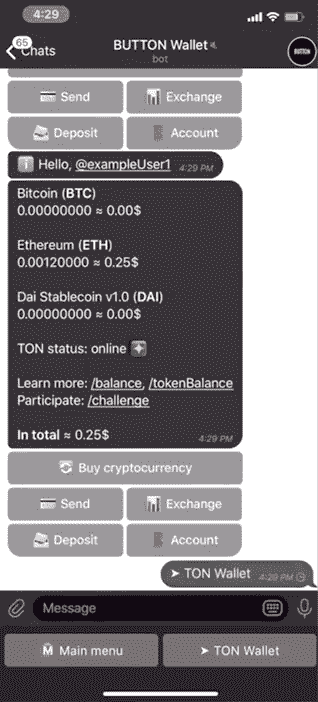 4:29
65
Chats
BUTTON Wallet
bot
BUTTON
Send
Exchange
Deposit
Account
Hello, @exampleUser1 4:29 PM
Bitcoin (BTC)
0.00000000 ≈ 0.00$
Ethereum (ETH)
0.00120000 ≈ 0.25$
Dai Stablecoin v1.0 (DAI)
0.00000000 ≈ 0.00$
TON status: online
Learn more: /balance, /tokenBalance
Participate: /challenge
In total ≈ 0.25$ 4:29 PM
Buy cryptocurrency
Send
Exchange
Deposit
Account
➤ TON Wallet 4:29 PM
Message
M Main menu
➤ TON Wallet